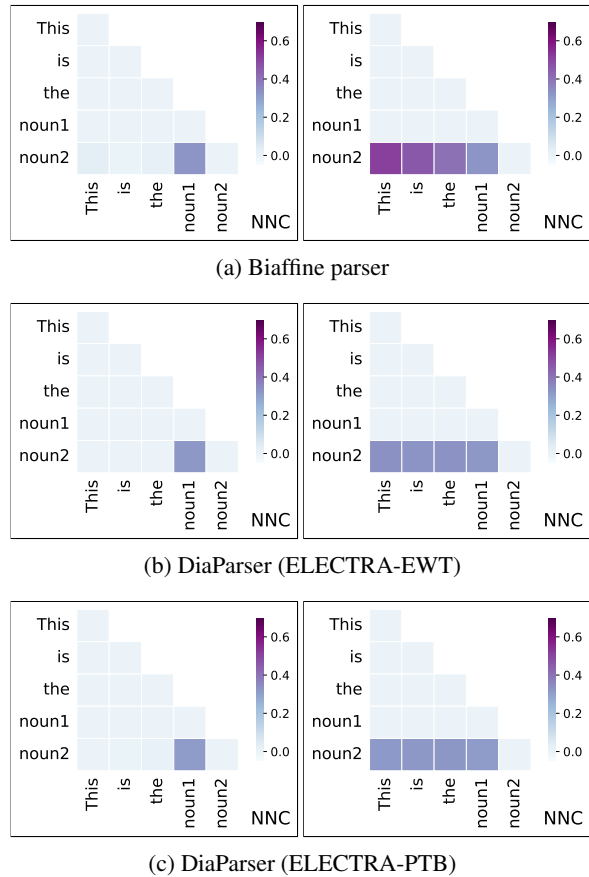 This
is
the
noun1
noun2
This
is
the
noun1
noun2
0.6
0.4
0.2
0.0
NNC
This
is
the
noun1
noun2
This
is
the
noun1
noun2
0.6
0.4
0.2
0.0
NNC
(a) Biaffine parser
This
is
the
noun1
noun2
This
is
the
noun1
noun2
0.6
0.4
0.2
0.0
NNC
This
is
the
noun1
noun2
This
is
the
noun1
noun2
0.6
0.4
0.2
0.0
NNC
(b) DiaParser (ELECTRA-EWT)
This
is
the
noun1
noun2
This
is
the
noun1
noun2
0.6
0.4
0.2
0.0
NNC
This
is
the
noun1
noun2
This
is
the
noun1
noun2
0.6
0.4
0.2
0.0
NNC
(c) DiaParser (ELECTRA-PTB)